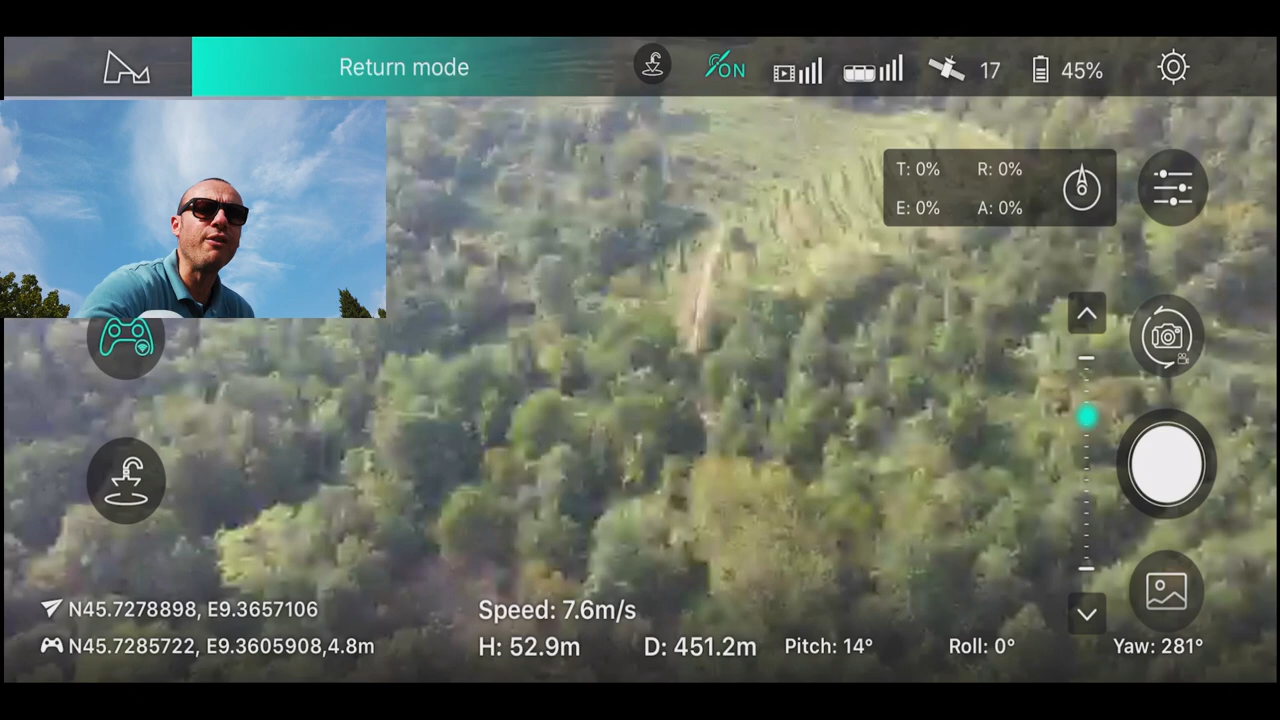 Return mode
ON
17
45%
T: 0% R: 0%
E: 0% A: 0%
N45.7278898, E9.3657106
Speed: 7.6m/s
N45.7285722, E9.3605908,4.8m
H: 52.9m D: 451.2m Pitch: 14° Roll: 0° Yaw: 281°